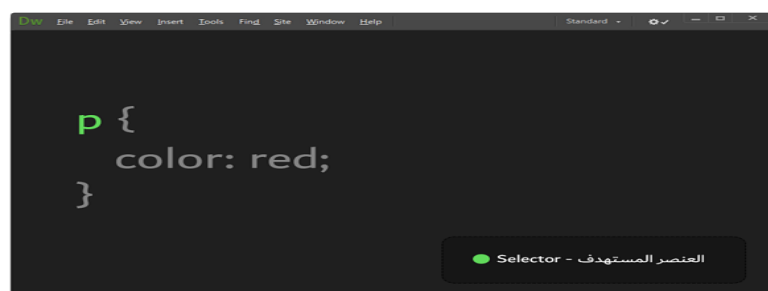 Dw File Edit View Insert Tools Find Site Window Help Standard
p {
color: red;
}
العنصر المستهدف - Selector